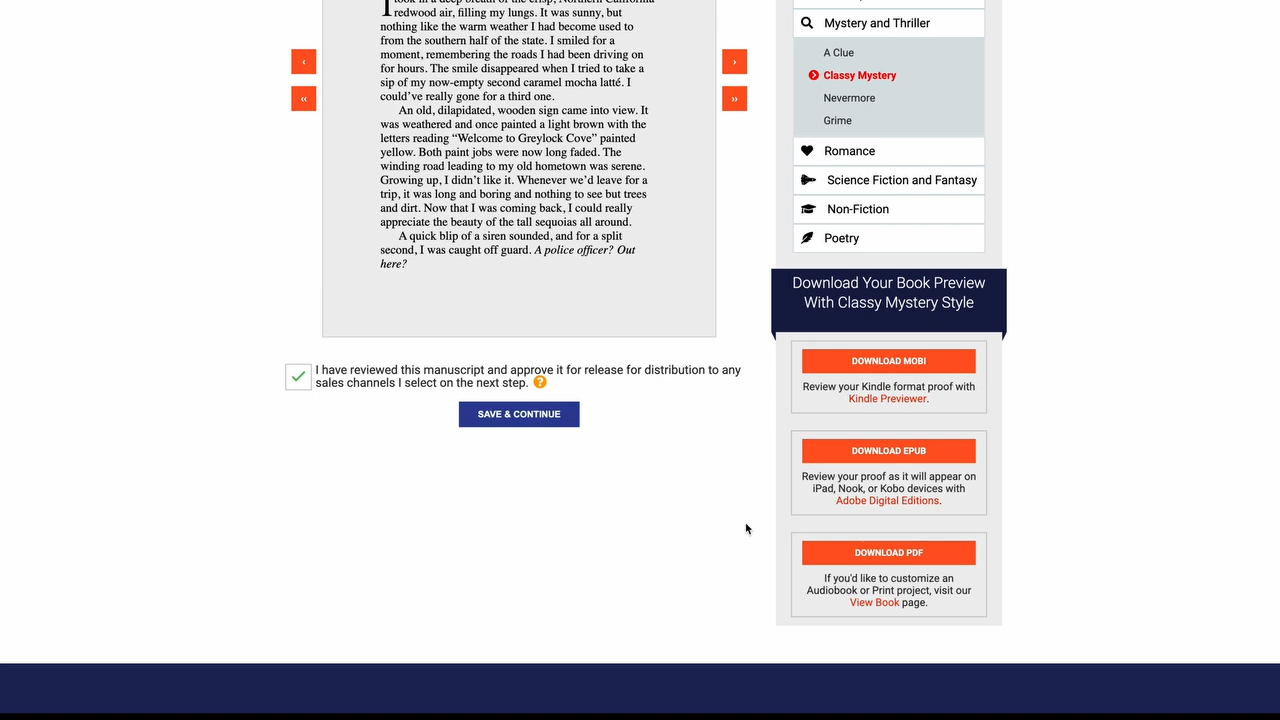 took in a deep breath of the crisp, Northern California
redwood air, filling my lungs. It was sunny, but
nothing like the warm weather I had become used to
from the southern half of the state. I smiled for a
moment, remembering the roads I had been driving on
for hours. The smile disappeared when I tried to take a
sip of my now-empty second caramel mocha latté. I
could’ve really gone for a third one.
An old, dilapidated, wooden sign came into view. It
was weathered and once painted a light brown with the
letters reading “Welcome to Greylock Cove” painted
yellow. Both paint jobs were now long faded. The
winding road leading to my old hometown was serene.
Growing up, I didn’t like it. Whenever we’d leave for a
trip, it was long and boring and nothing to see but trees
and dirt. Now that I was coming back, I could really
appreciate the beauty of the tall sequoias all around.
A quick blip of a siren sounded, and for a split
second, I was caught off guard. A police officer? Out
here?
‹
‹‹
›
››
I have reviewed this manuscript and approve it for release for distribution to any
sales channels I select on the next step. ?
SAVE & CONTINUE
Mystery and Thriller
A Clue
Classy Mystery
Nevermore
Grime
Romance
Science Fiction and Fantasy
Non-Fiction
Poetry
Download Your Book Preview
With Classy Mystery Style
DOWNLOAD MOBI
Review your Kindle format proof with
Kindle Previewer.
DOWNLOAD EPUB
Review your proof as it will appear on
iPad, Nook, or Kobo devices with
Adobe Digital Editions.
DOWNLOAD PDF
If you'd like to customize an
Audiobook or Print project, visit our
View Book page.